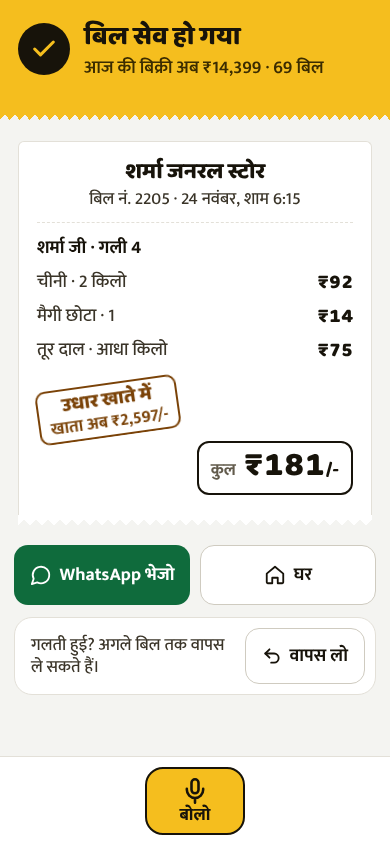 बिल सेव हो गया
आज की बिक्री अब ₹14,399 · 69 बिल
शर्मा जनरल स्टोर
बिल नं. 2205 · 24 नवंबर, शाम 6:15
शर्मा जी · गली 4
चीनी · 2 किलो ₹92
मैगी छोटा · 1 ₹14
तूर दाल · आधा किलो ₹75
उधार खाते में
खाता अब ₹2,597/-
कुल ₹181/-
WhatsApp भेजो
घर
गलती हुई? अगले बिल तक वापस
ले सकते हैं।
वापस लो
बोलो